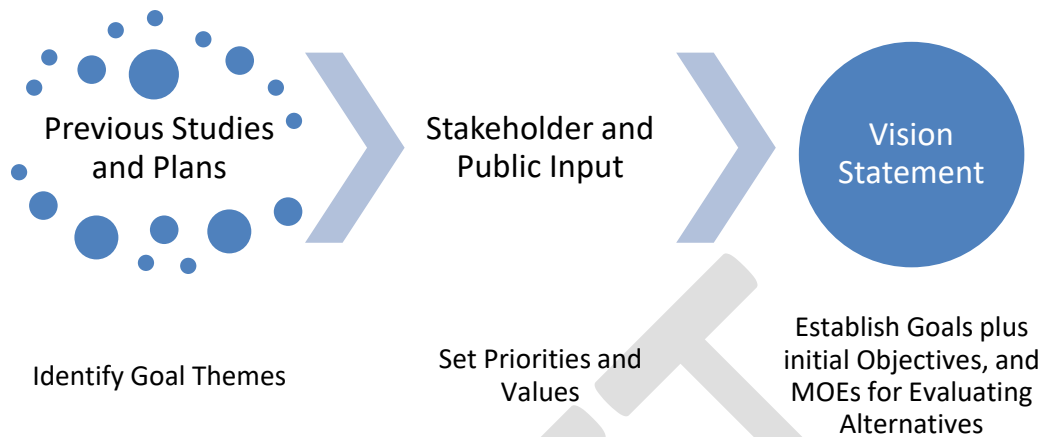 Previous Studies
and Plans
Stakeholder and
Public Input
Vision
Statement
Identify Goal Themes
Set Priorities and
Values
Establish Goals plus
initial Objectives, and
MOEs for Evaluating
Alternatives